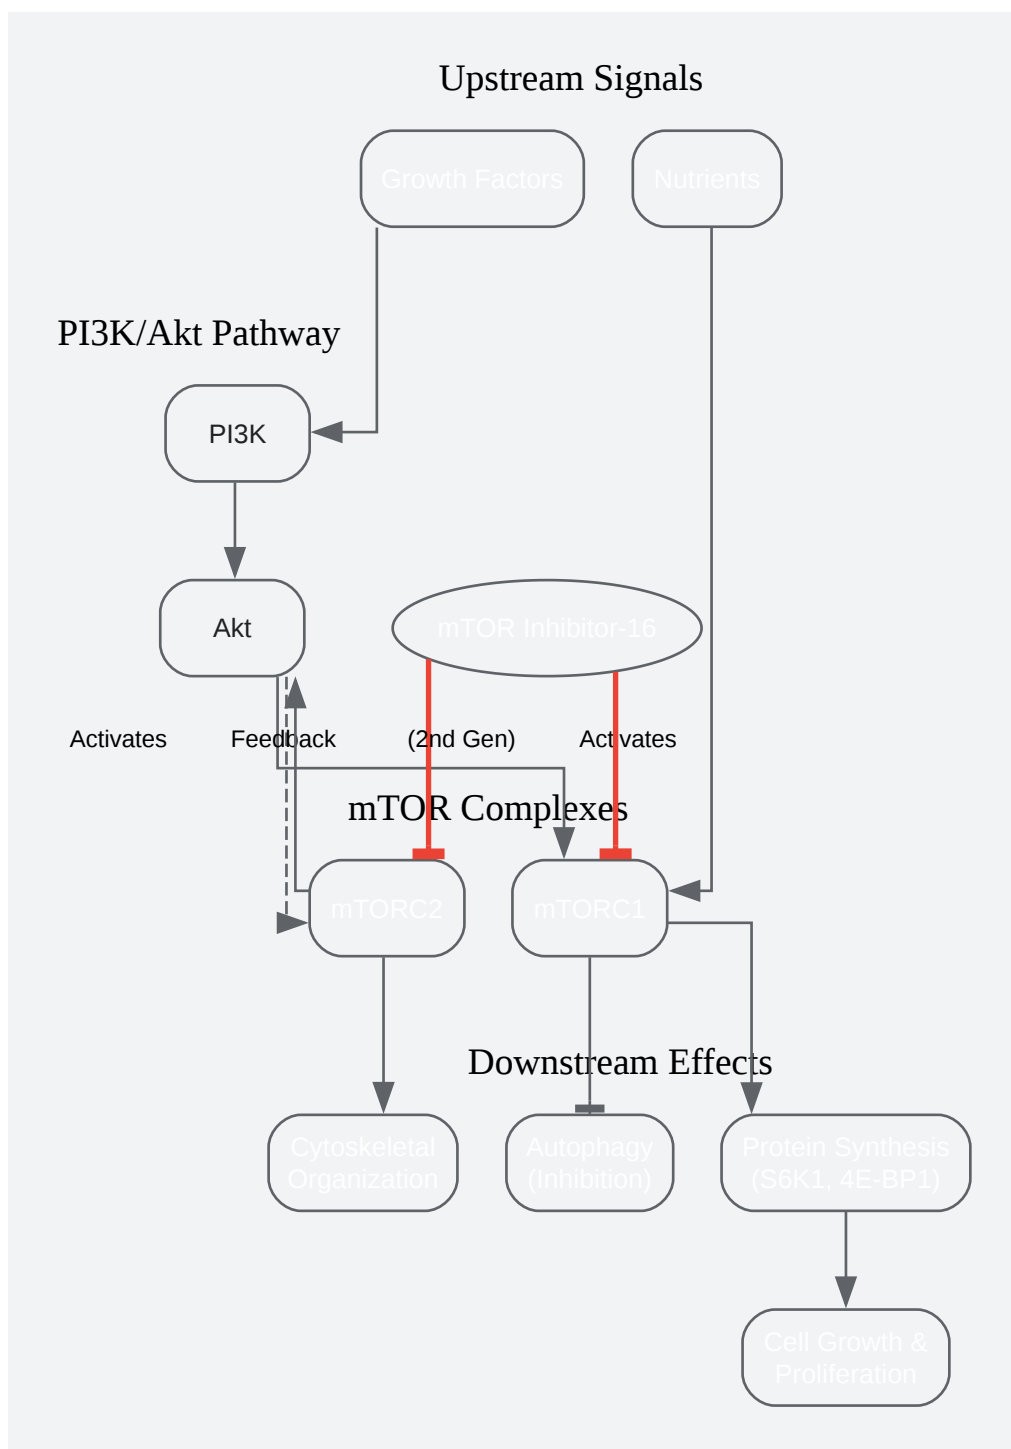 Upstream Signals
Growth Factors
Nutrients
PI3K/Akt Pathway
PI3K
Akt
mTOR Inhibitor-16
Activates
Feedback
(2nd Gen)
Activates
mTOR Complexes
mTORC2
mTORC1
Downstream Effects
Cytoskeletal
Organization
Autophagy
(Inhibition)
Protein Synthesis
(S6K1, 4E-BP1)
Cell Growth &
Proliferation